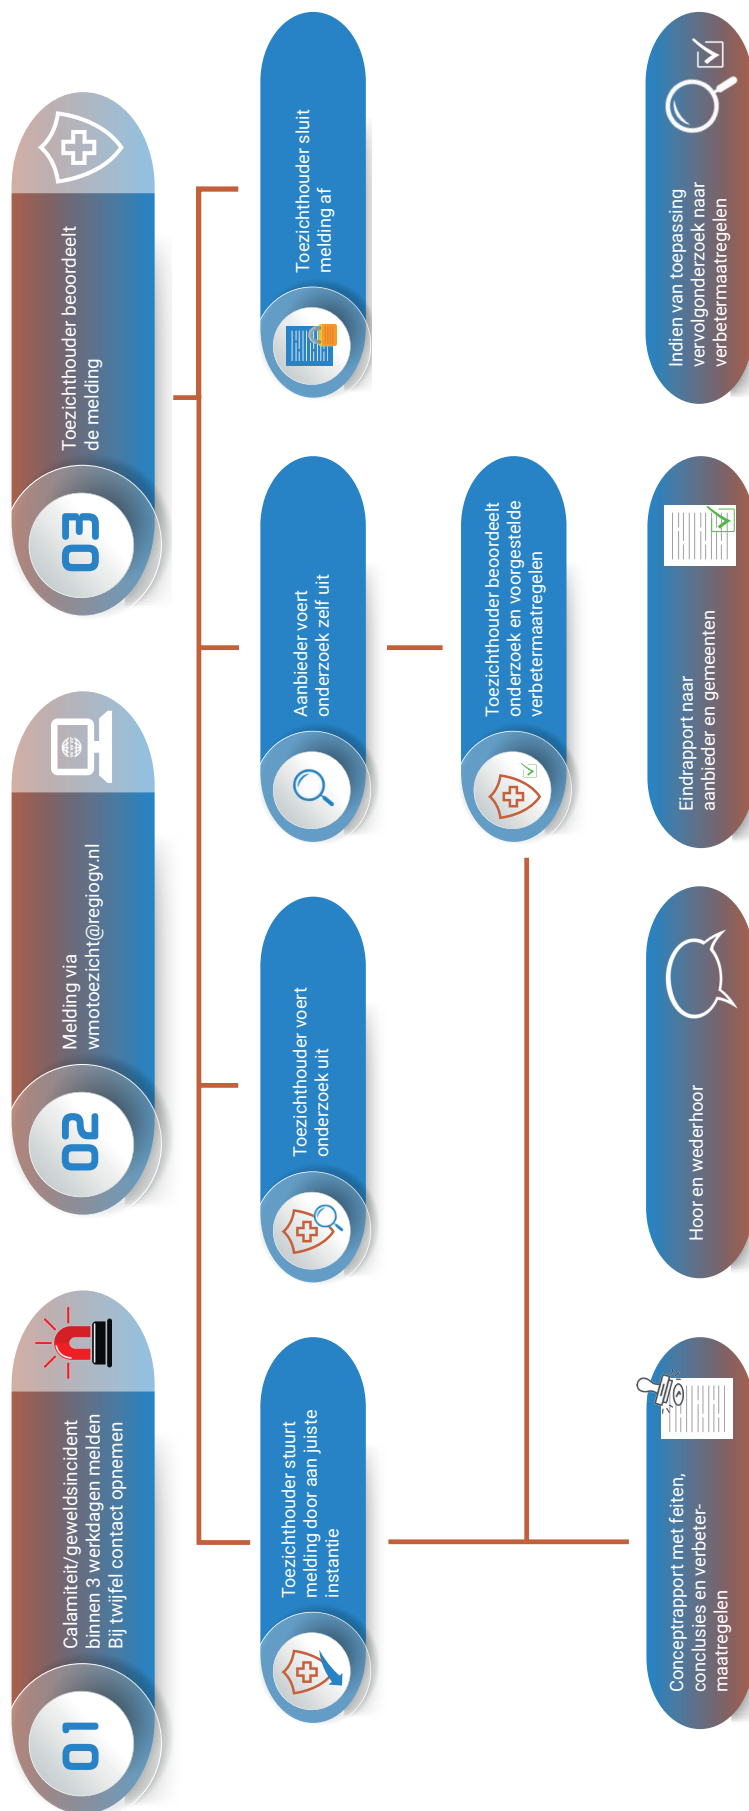 01
Calamiteit/geweldsincident
binnen 3 werkdagen melden
Bij twijfel contact opnemen
02
Melding via
wmotoezicht@regiogv.nl
03
Toezichthouder beoordeelt
de melding
Toezichthouder stuurt
melding door aan juiste
instantie
Toezichthouder voert
onderzoek uit
Aanbieder voert
onderzoek zelf uit
Toezichthouder sluit
melding af
Toezichthouder beoordeelt
onderzoek en voorgestelde
verbetermaatregelen
Conceptrapport met feiten,
conclusies en verbeter-
maatregelen
Hoor en wederhoor
Eindrapport naar
aanbieder en gemeenten
Indien van toepassing
vervolgonderzoek naar
verbetermaatregelen